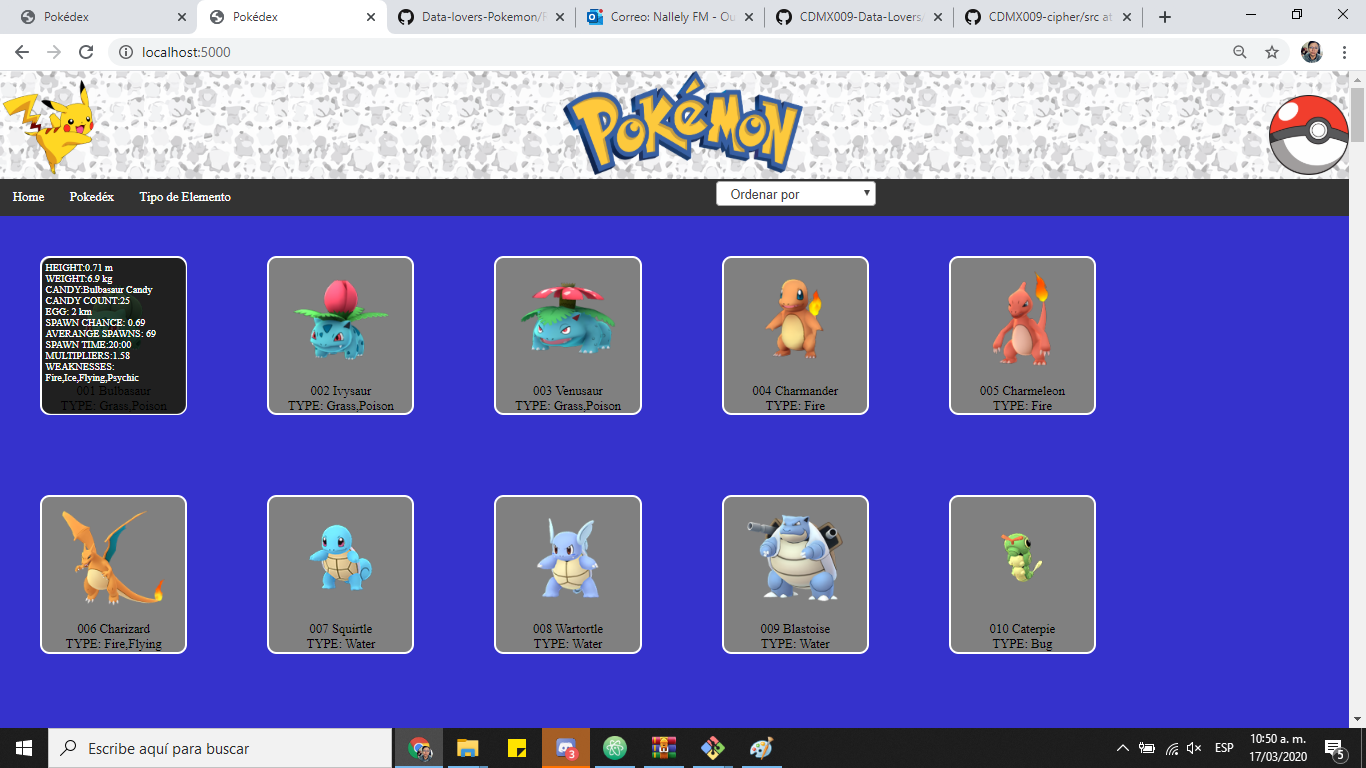 Pokédex
Pokédex
Data-lovers-Pokemon/
Correo: Nallely FM - Ou
CDMX009-Data-Lovers/
CDMX009-cipher/src at
localhost:5000
POKéMON
Home
Pokedéx
Tipo de Elemento
Ordenar por
HEIGHT:0.71 m
WEIGHT:6.9 kg
CANDY:Bulbasaur Candy
CANDY COUNT:25
EGG: 2 km
SPAWN CHANCE: 0.69
AVERANGE SPAWNS: 69
SPAWN TIME:20:00
MULTIPLIERS:1.58
WEAKNESSES:
Fire,Ice,Flying,Psychic
001 Bulbasaur
TYPE: Grass,Poison
002 Ivysaur
TYPE: Grass,Poison
003 Venusaur
TYPE: Grass,Poison
004 Charmander
TYPE: Fire
005 Charmeleon
TYPE: Fire
006 Charizard
TYPE: Fire,Flying
007 Squirtle
TYPE: Water
008 Wartortle
TYPE: Water
009 Blastoise
TYPE: Water
010 Caterpie
TYPE: Bug
Escribe aquí para buscar
3
ESP
10:50 a. m.
17/03/2020
5